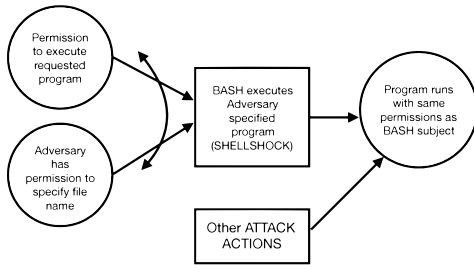 Permission
to execute
requested
program
Adversary
has
permission to
specify file
name
BASH executes
Adversary
specified
program
(SHELLSHOCK)
Other ATTACK
ACTIONS
Program runs
with same
permissions as
BASH subject